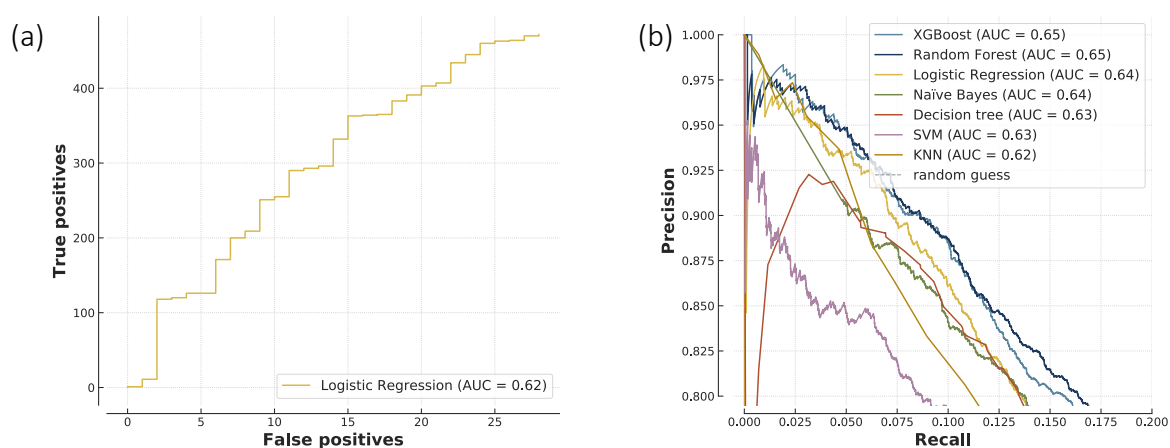 (a)
True positives
400
300
200
100
0
0
5
10
15
20
25
False positives
Logistic Regression (AUC = 0.62)
(b)
Precision
1.000
0.975
0.950
0.925
0.900
0.875
0.850
0.825
0.800
0.000
0.025
0.050
0.075
0.100
0.125
0.150
0.175
0.200
Recall
XGBoost (AUC = 0.65)
Random Forest (AUC = 0.65)
Logistic Regression (AUC = 0.64)
Naïve Bayes (AUC = 0.64)
Decision tree (AUC = 0.63)
SVM (AUC = 0.63)
KNN (AUC = 0.62)
random guess